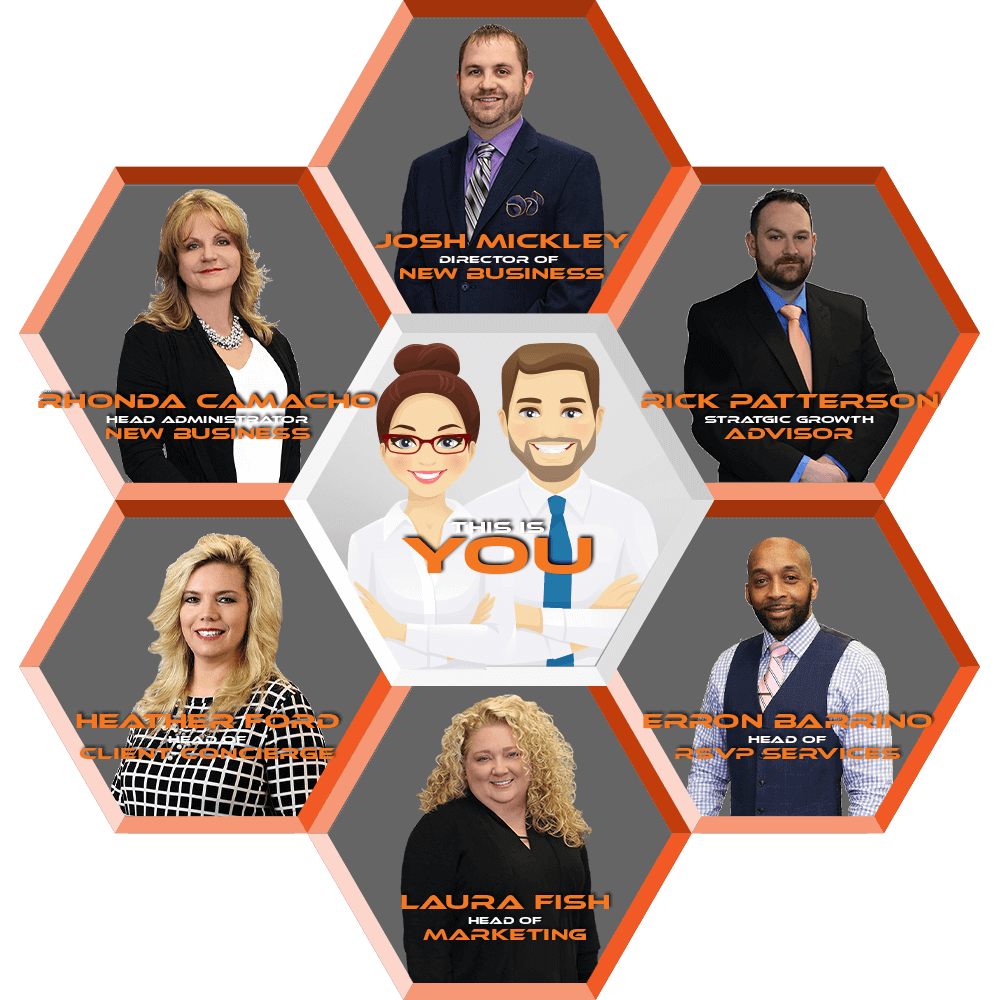 JOSH MICKLEY
DIRECTOR OF
NEW BUSINESS
RHONDA CAMACHO
HEAD ADMINISTRATOR
NEW BUSINESS
RICK PATTERSON
STRATGIC GROWTH
ADVISOR
THIS IS
YOU
HEATHER FORD
HEAD OF
CLIENT CONCIERGE
ERRON BARRINO
HEAD OF
RSVP SERVICES
LAURA FISH
HEAD OF
MARKETING